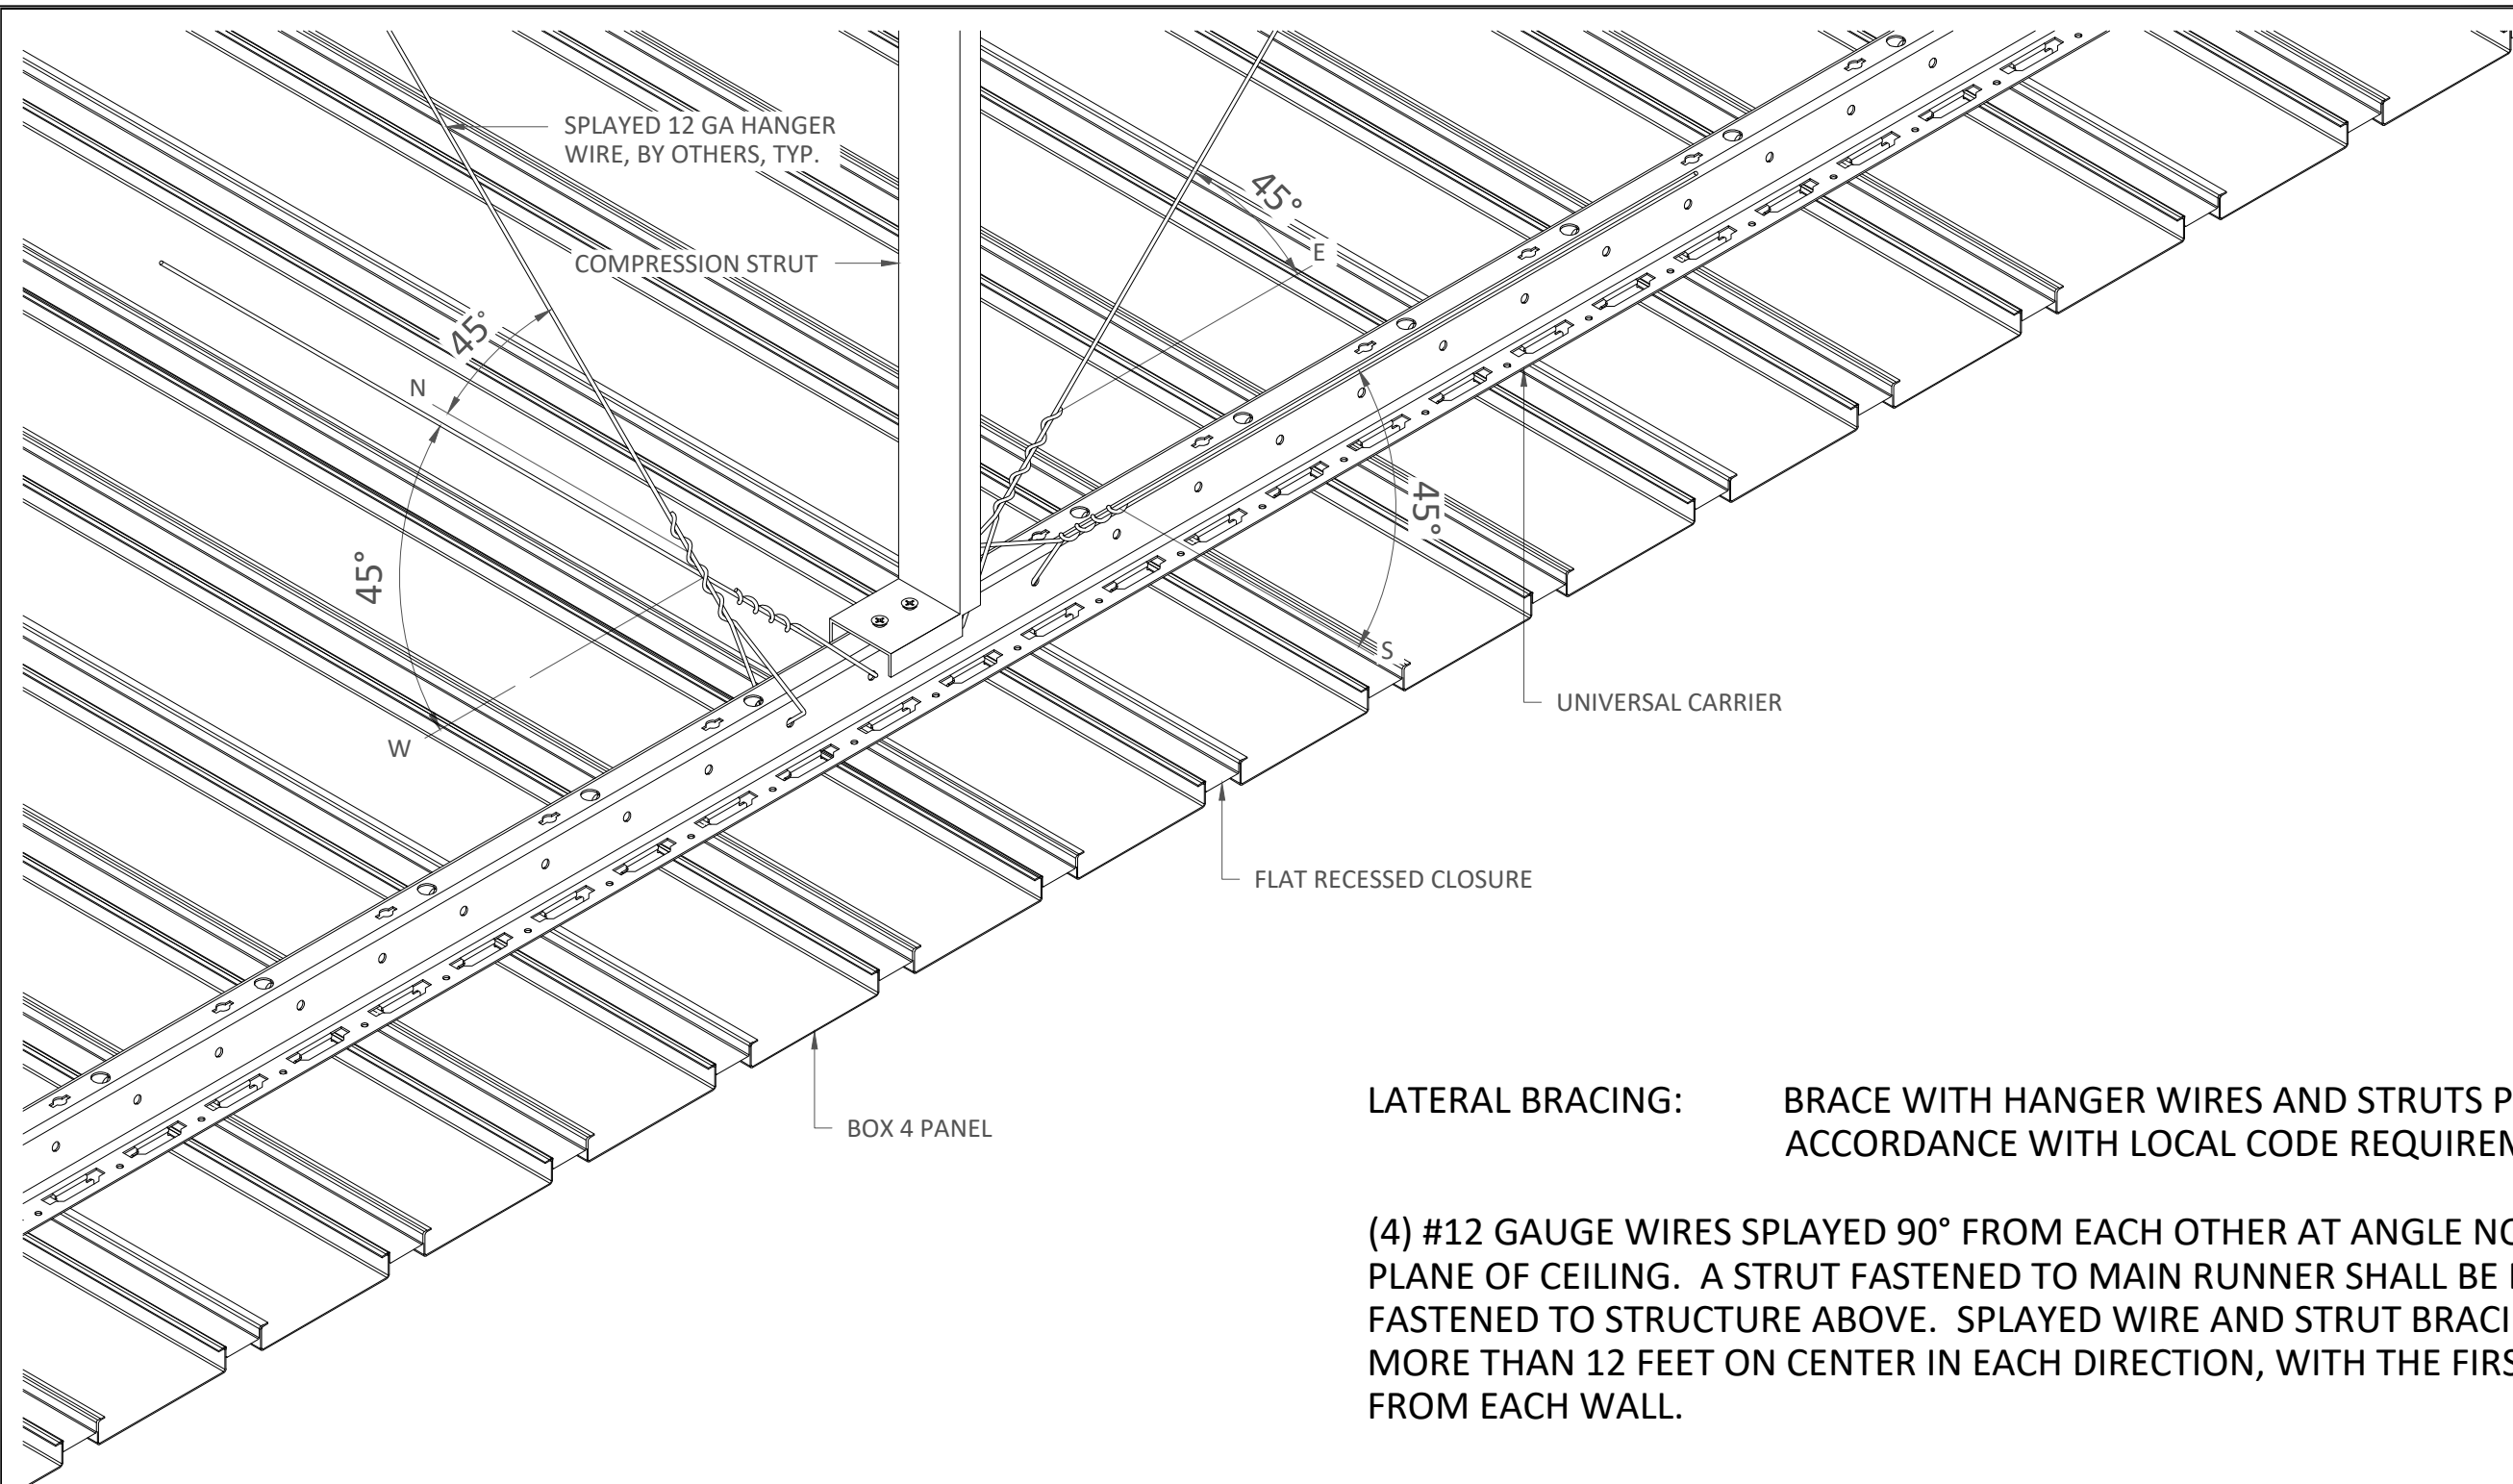 SPLAYED 12 GA HANGER
WIRE, BY OTHERS, TYP.
45°
E
COMPRESSION STRUT
45°
N
45°
45°
S
W
UNIVERSAL CARRIER
FLAT RECESSED CLOSURE
BOX 4 PANEL
LATERAL BRACING: BRACE WITH HANGER WIRES AND STRUTS
ACCORDANCE WITH LOCAL CODE
(4) #12 GAUGE WIRES SPLAYED 90° FROM EACH OTHER AT ANGLE
PLANE OF CEILING. A STRUT FASTENED TO MAIN RUNNER SHALL BE
FASTENED TO STRUCTURE ABOVE. SPLAYED WIRE AND STRUT
MORE THAN 12 FEET ON CENTER IN EACH DIRECTION, WITH THE
FROM EACH WALL.